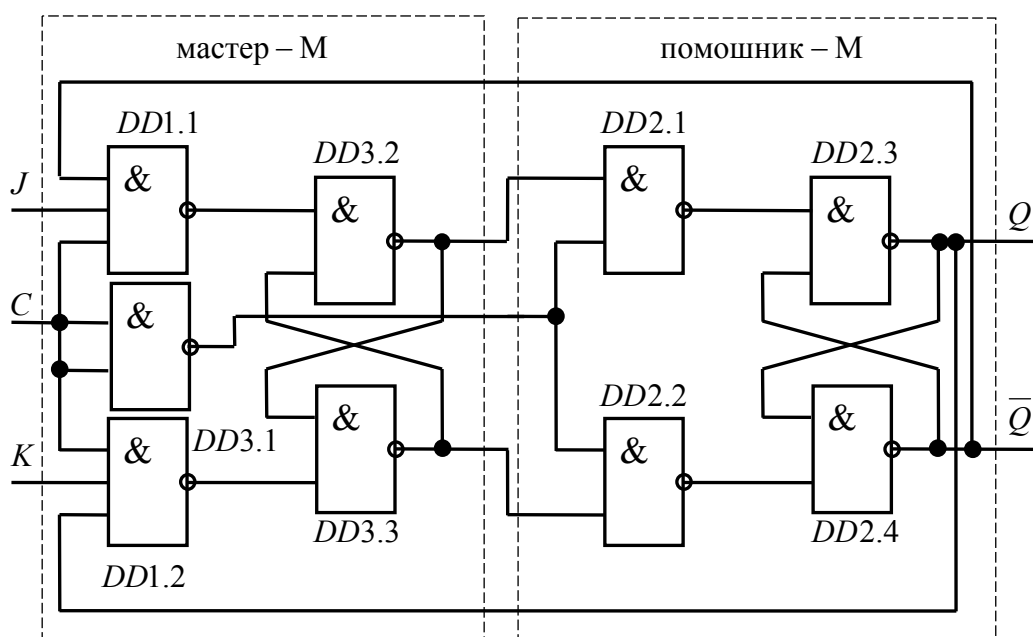 мастер – М
помошник – М
DD1.1
DD3.2
DD2.1
DD2.3
&
&
&
&
J
Q
C
&
DD2.2
&
&
&
&
K
DD3.1
Q̅
DD1.2
DD3.3
DD2.4